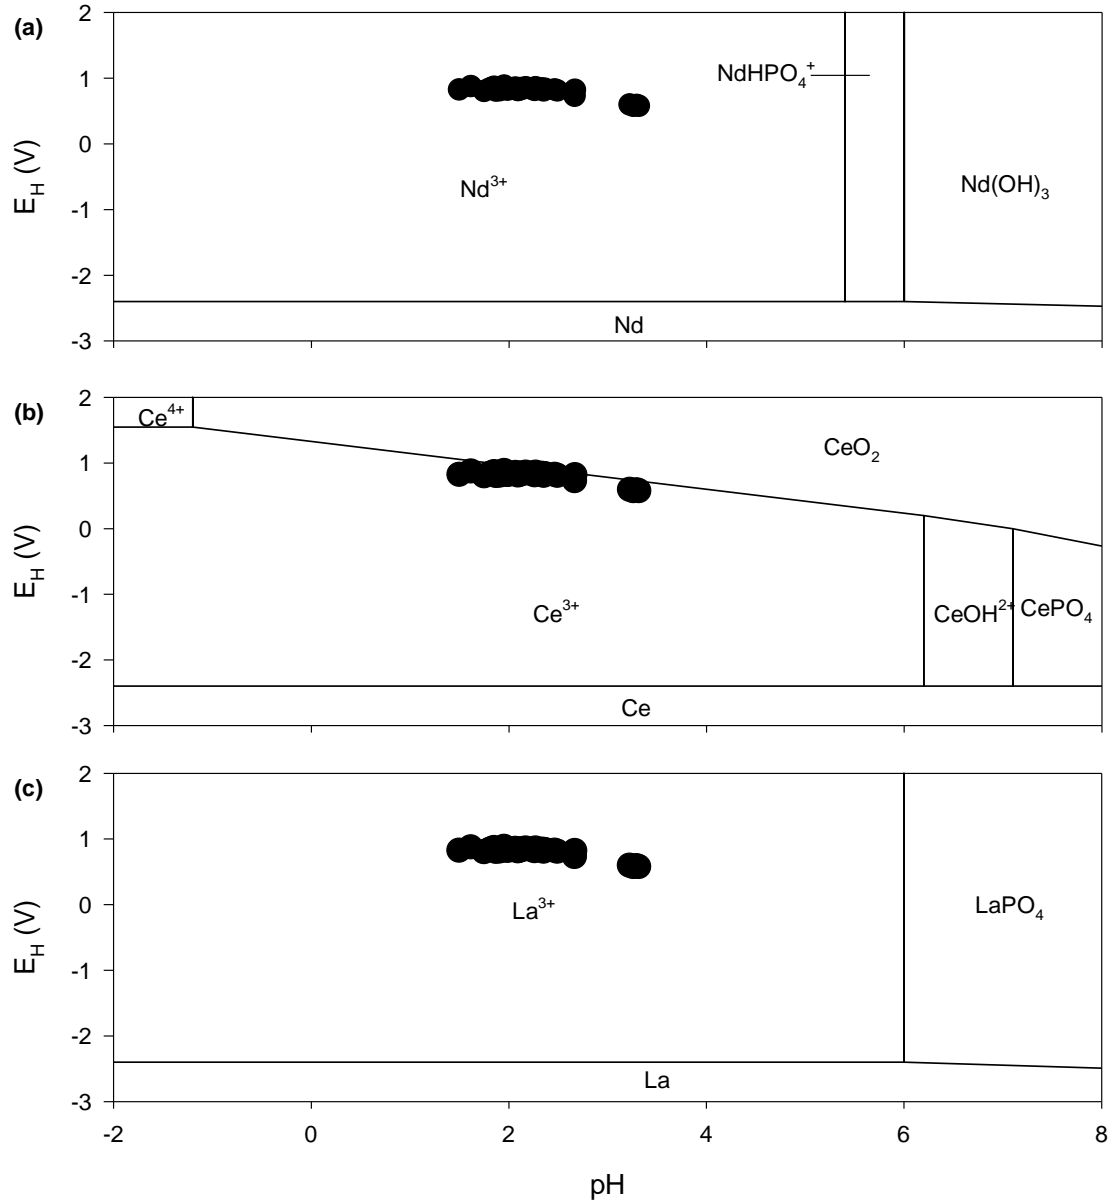 (a)
2
1
0
-1
-2
-3
E_H (V)
NdHPO₄⁺
Nd³⁺
Nd(OH)₃
Nd
(b)
2
1
0
-1
-2
-3
E_H (V)
Ce⁴⁺
CeO₂
Ce³⁺
CeOH²⁺
CePO₄
Ce
(c)
2
1
0
-1
-2
-3
E_H (V)
La³⁺
LaPO₄
La
-2 0 2 4 6 8
pH